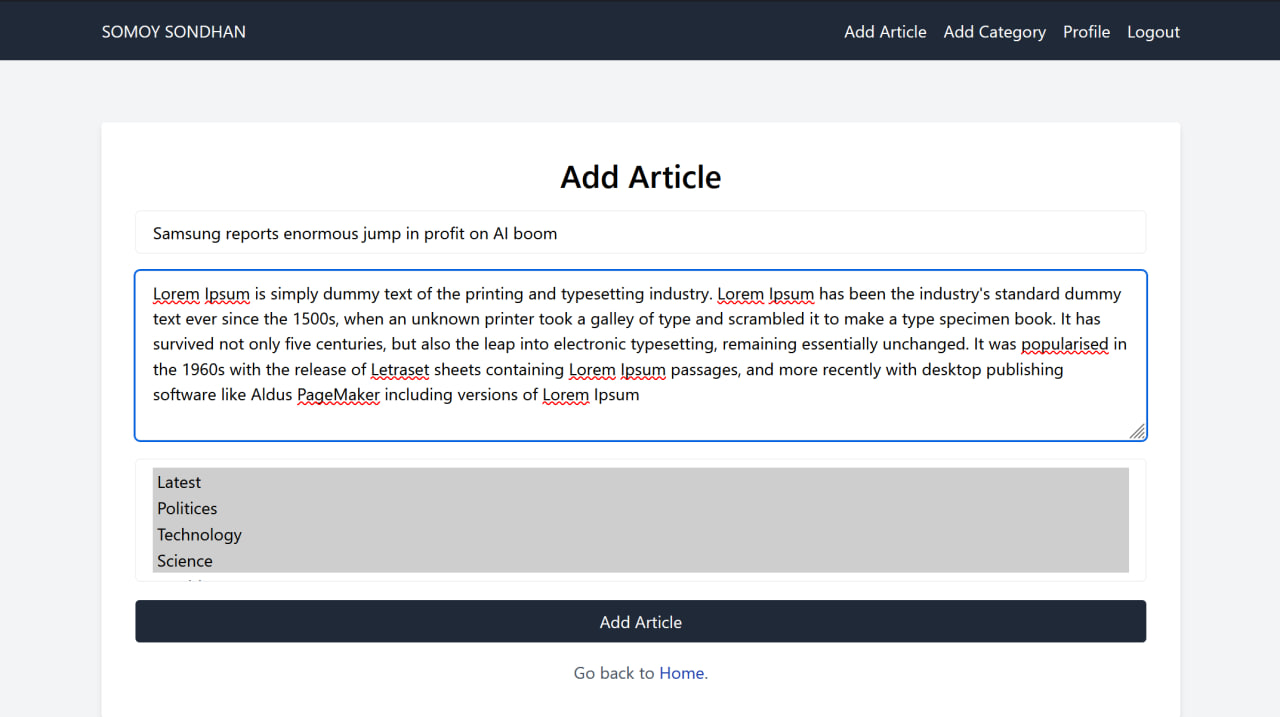 SOMOY SONDHAN
Add Article Add Category Profile Logout
Add Article
Samsung reports enormous jump in profit on AI boom
Lorem Ipsum is simply dummy text of the printing and typesetting industry. Lorem Ipsum has been the industry's standard dummy
text ever since the 1500s, when an unknown printer took a galley of type and scrambled it to make a type specimen book. It has
survived not only five centuries, but also the leap into electronic typesetting, remaining essentially unchanged. It was popularised in
the 1960s with the release of Letraset sheets containing Lorem Ipsum passages, and more recently with desktop publishing
software like Aldus PageMaker including versions of Lorem Ipsum
Latest
Politices
Technology
Science
Add Article
Go back to Home.